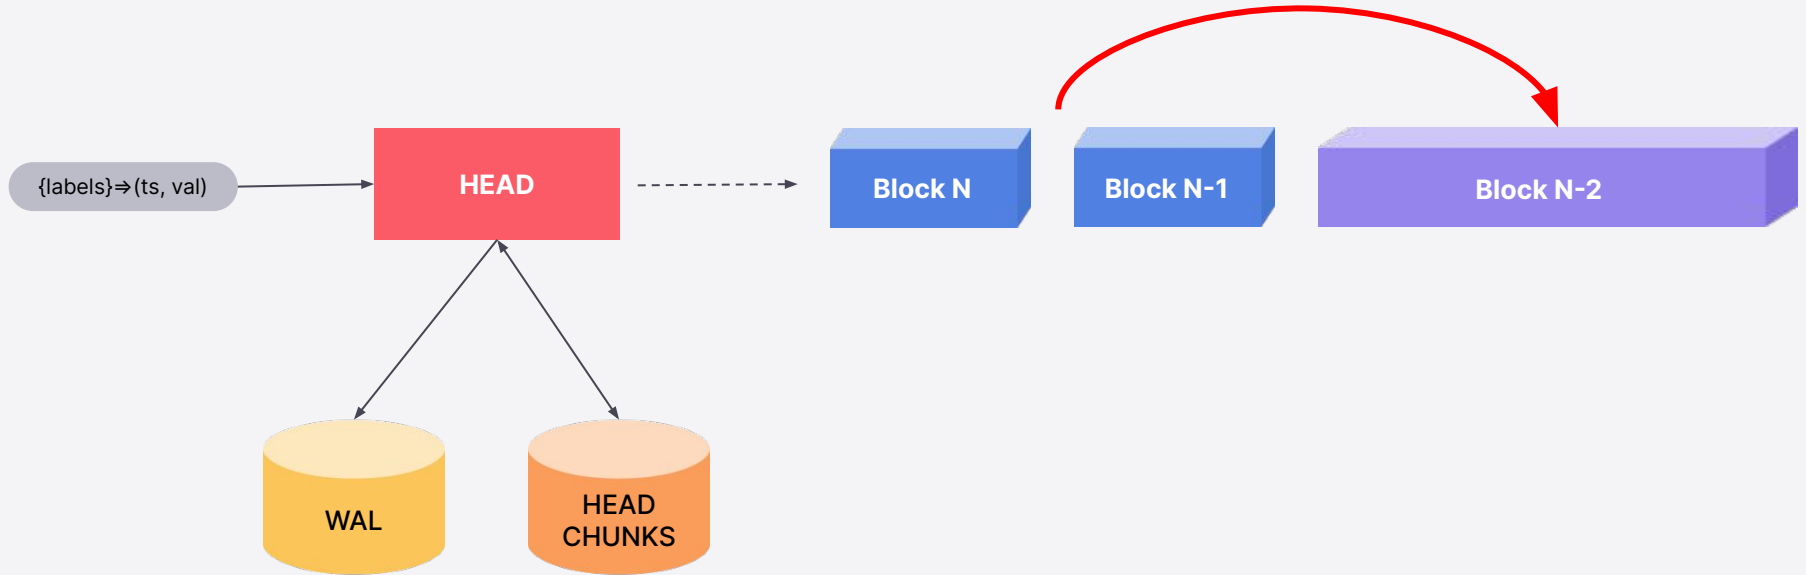 {labels}⇒(ts, val)
HEAD
Block N
Block N-1
Block N-2
WAL
HEAD
CHUNKS